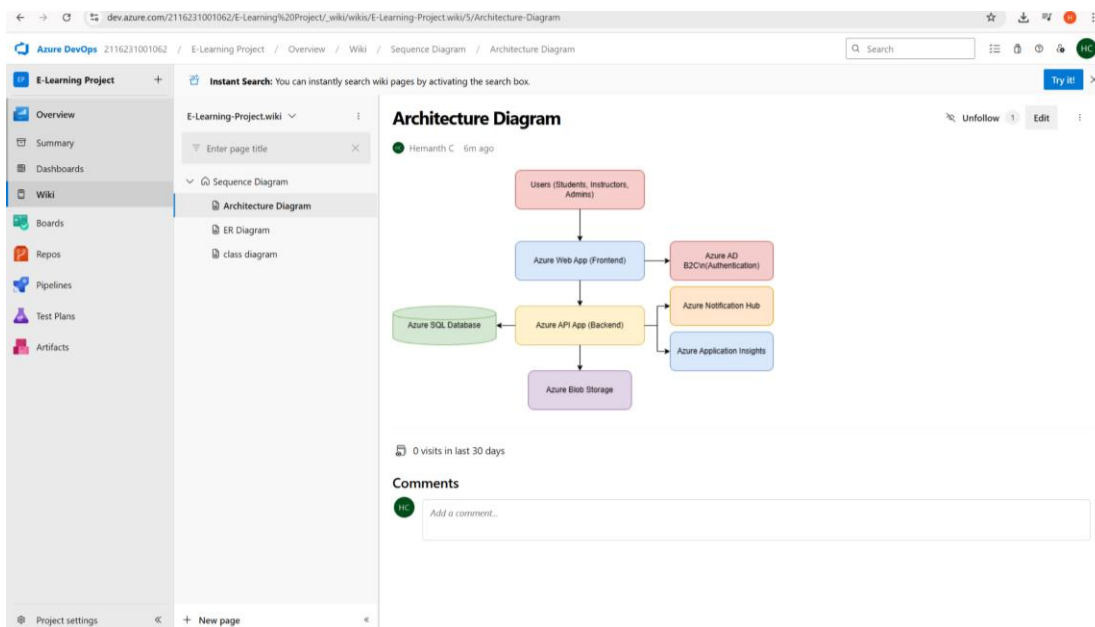 dev.azure.com/2116231001062/E-Learning%20Project/_wiki/wikis/E-Learning-Project.wiki/5/Architecture-Diagram
H
Azure DevOps 2116231001062 / E-Learning Project / Overview / Wiki / Sequence Diagram / Architecture Diagram
Search
HC
EP E-Learning Project +
Instant Search: You can instantly search wiki pages by activating the search box.
Try it!
Overview
Summary
Dashboards
Wiki
Boards
Repos
Pipelines
Test Plans
Artifacts
Project settings
E-Learning-Project.wiki
Enter page title
Sequence Diagram
Architecture Diagram
ER Diagram
class diagram
+ New page
Architecture Diagram
Unfollow 1 Edit
Hemanth C 6m ago
Users (Students, Instructors,
Admins)
Azure Web App (Frontend)
Azure AD
B2C\n(Authentication)
Azure Notification Hub
Azure SQL Database
Azure API App (Backend)
Azure Application Insights
Azure Blob Storage
0 visits in last 30 days
Comments
HC
Add a comment...